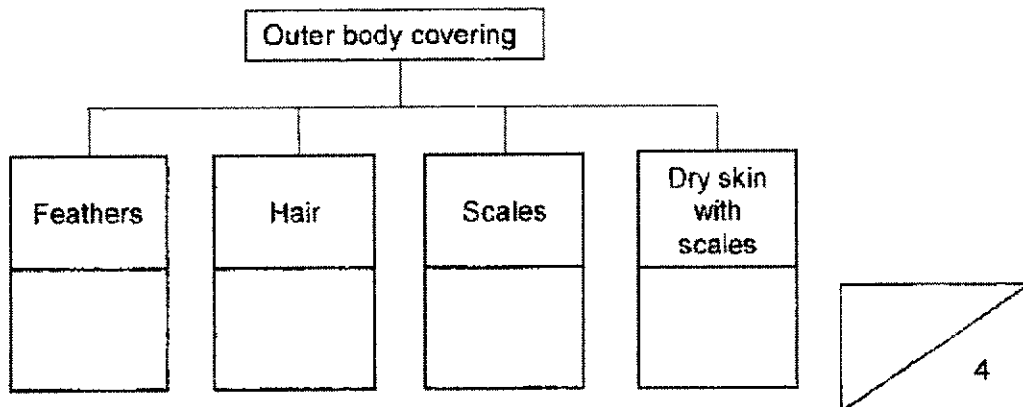 Outer body covering
Feathers
Hair
Scales
Dry skin
with
scales
4